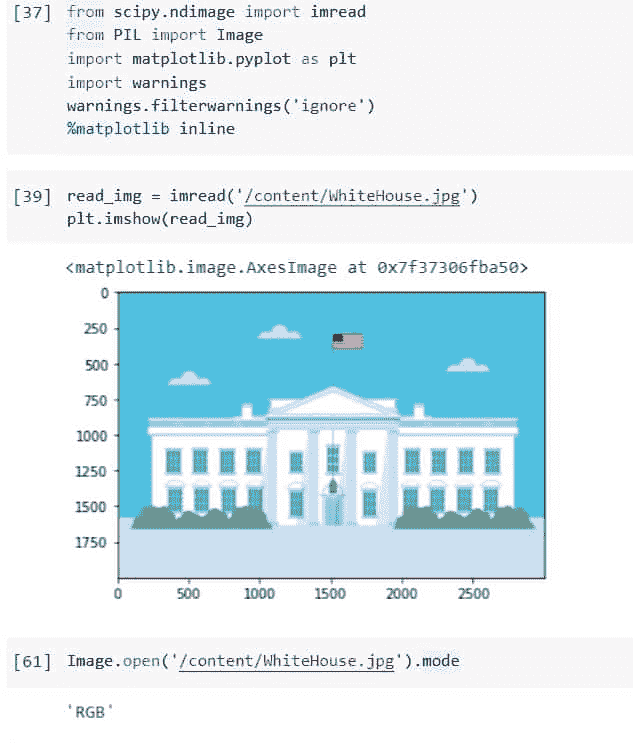 [37] from scipy.ndimage import imread
from PIL import Image
import matplotlib.pyplot as plt
import warnings
warnings.filterwarnings('ignore')
%matplotlib inline
[39] read_img = imread('/content/WhiteHouse.jpg')
plt.imshow(read_img)
<matplotlib.image.AxesImage at 0x7f37306fba50>
0
250
500
750
1000
1250
1500
1750
0 500 1000 1500 2000 2500
[61] Image.open('/content/WhiteHouse.jpg').mode
'RGB'